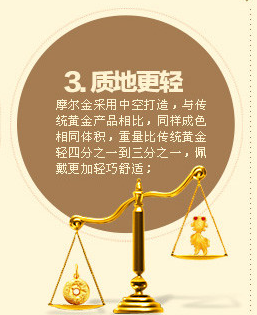 3. 质地更轻
摩尔金采用中空打造，与传
统黄金产品相比，同样成色
相同体积，重量比传统黄金
轻四分之一到三分之一，佩
戴更加轻巧舒适；